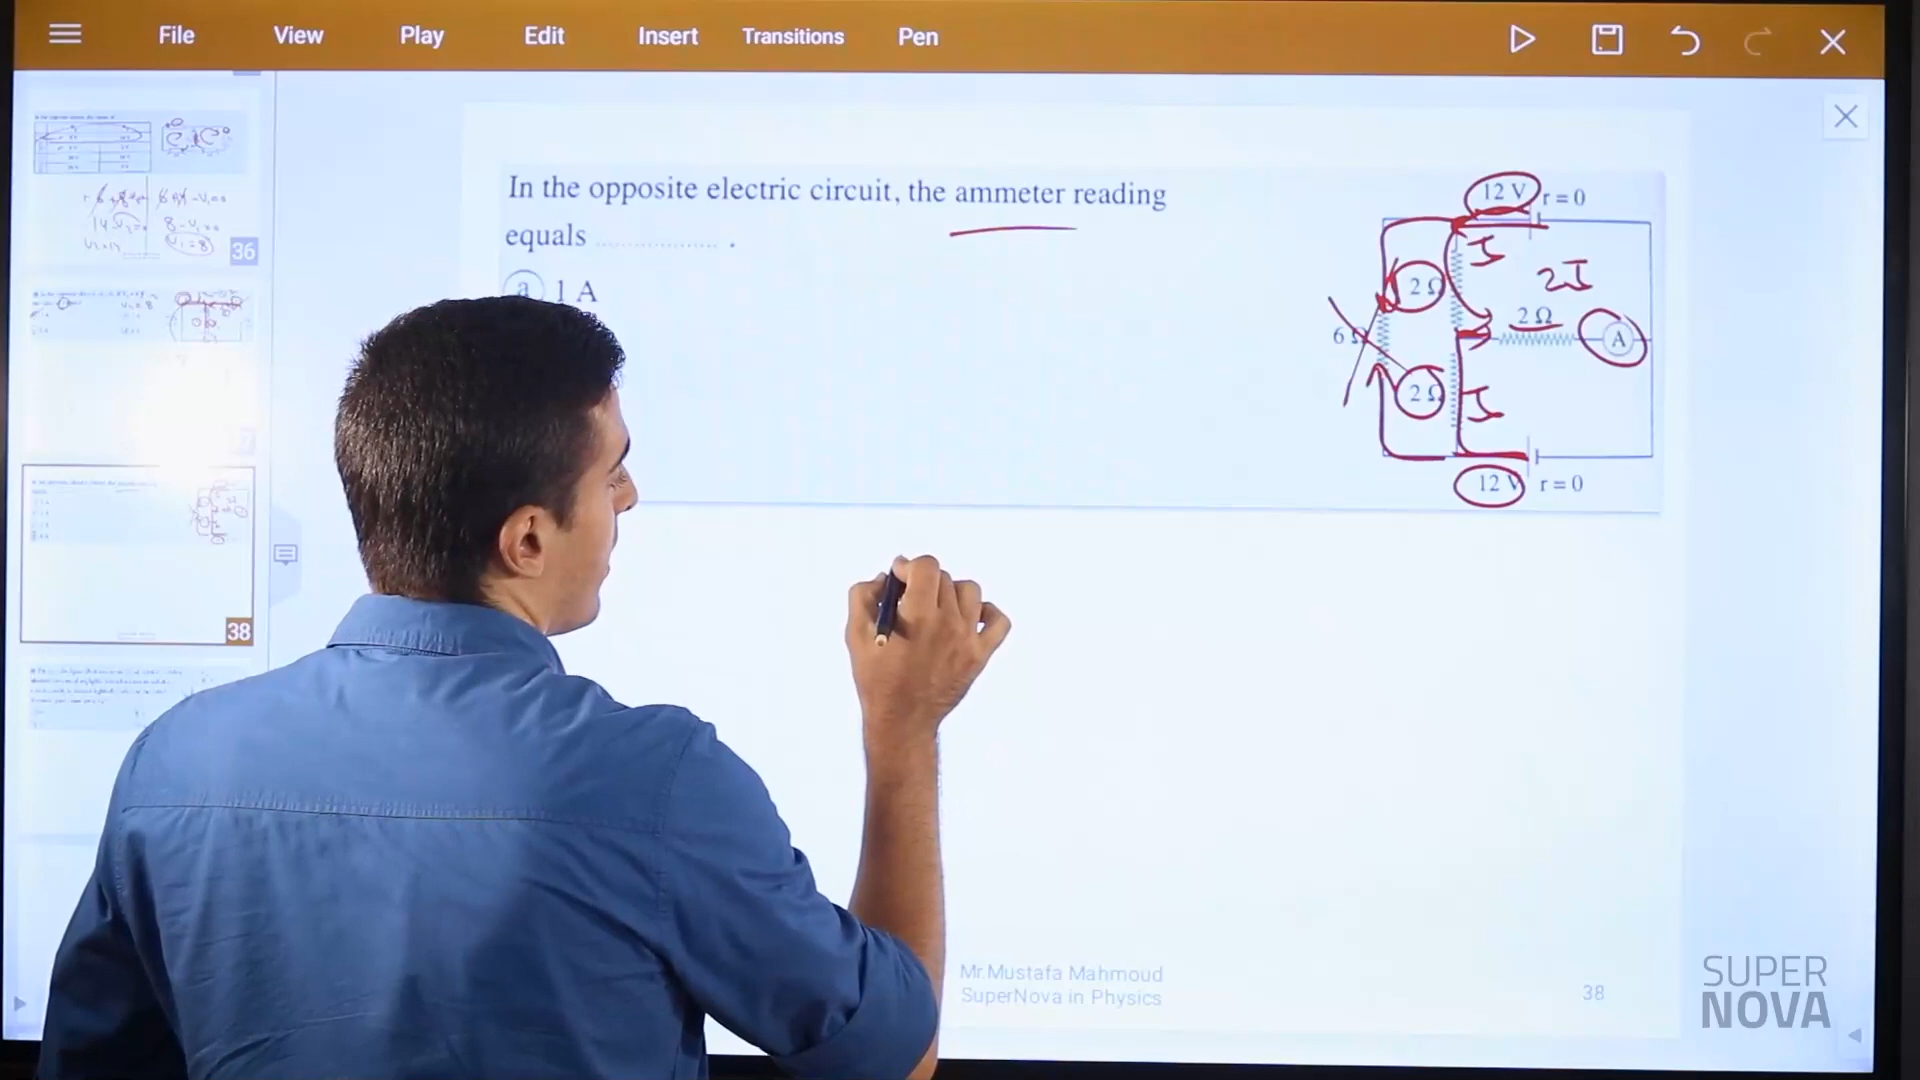 File View Play Edit Insert Transitions Pen
36
38
In the opposite electric circuit, the ammeter reading
equals .................. .
a 1 A
12 V r = 0
I
2 Ω
2I
6 Ω
2 Ω
A
2 Ω
I
12 V r = 0
Mr.Mustafa Mahmoud
SuperNova in Physics
38
SUPER
NOVA